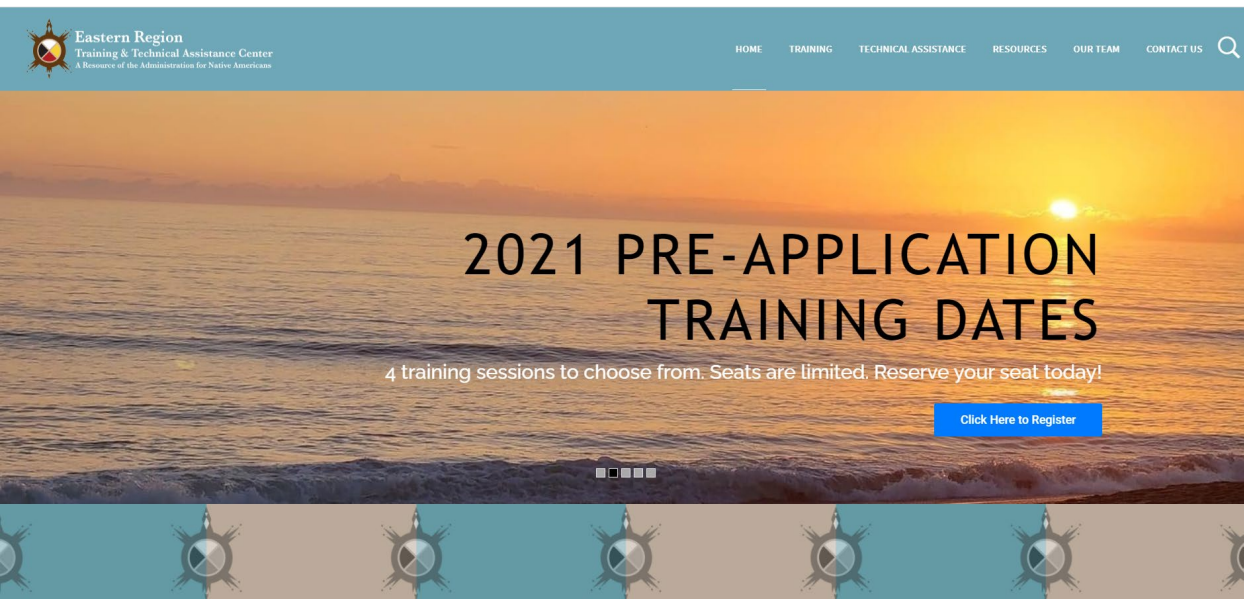 Eastern Region
Training & Technical Assistance Center
A Resource of the Administration for Native Americans
HOME TRAINING TECHNICAL ASSISTANCE RESOURCES OUR TEAM CONTACT US
2021 PRE-APPLICATION
TRAINING DATES
4 training sessions to choose from. Seats are limited. Reserve your seat today!
Click Here to Register